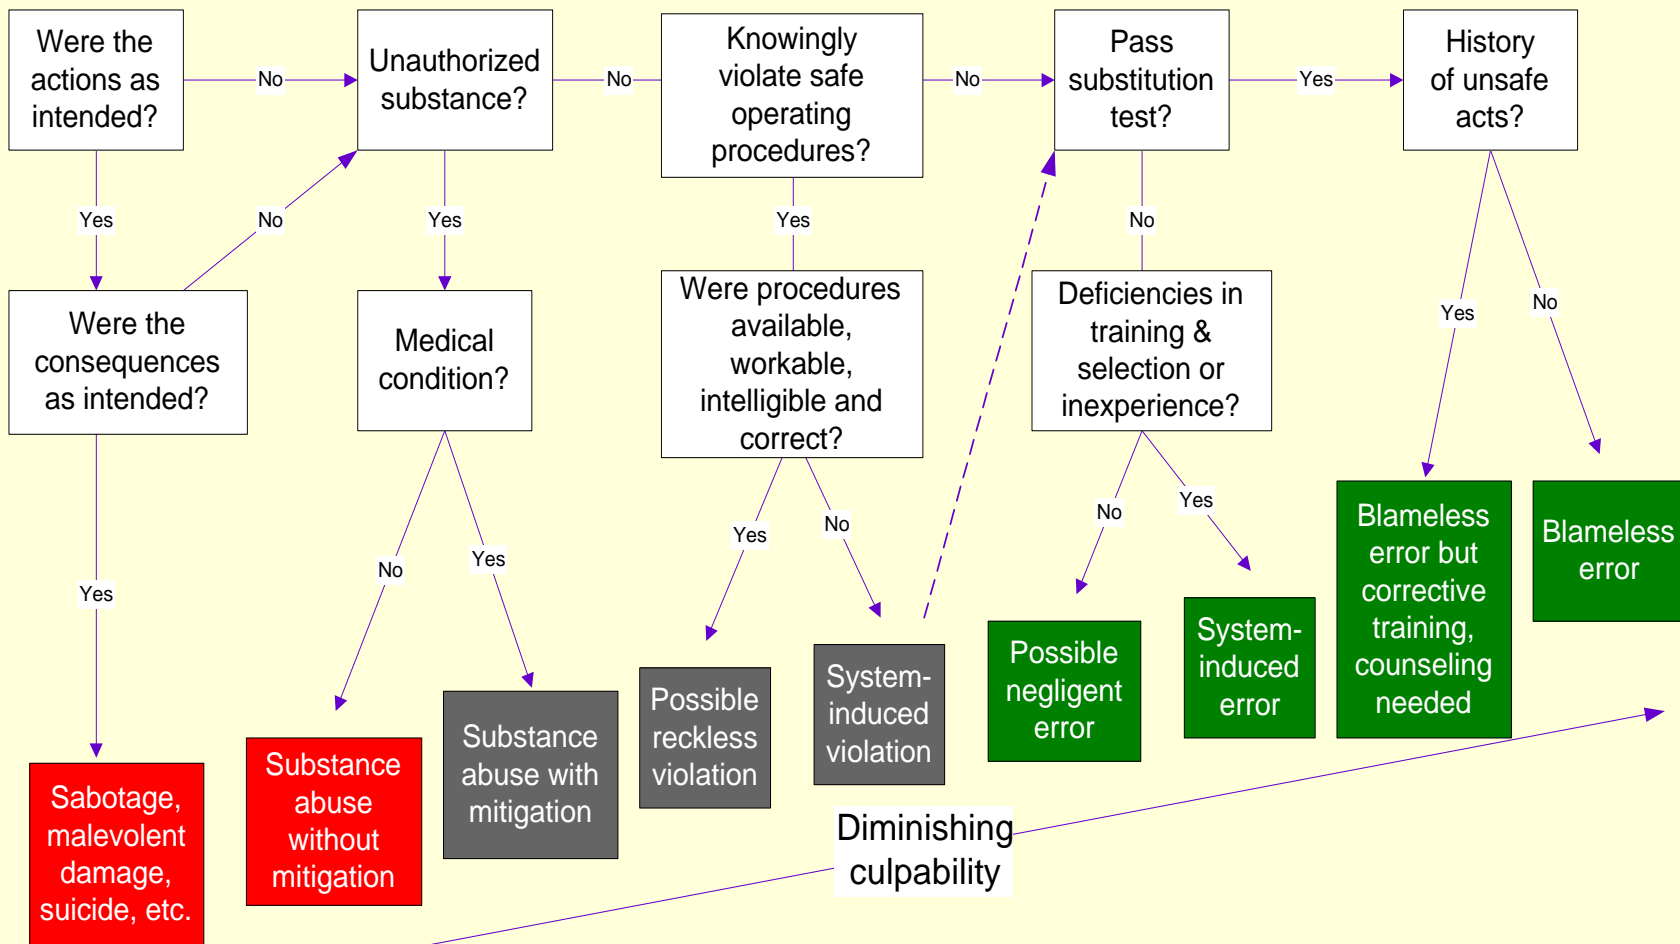 Were the
actions as
intended?
No
Unauthorized
substance?
No
Knowingly
violate safe
operating
procedures?
No
Pass
substitution
test?
Yes
History
of unsafe
acts?
Yes
No
Yes
Yes
No
Were the
consequences
as intended?
Medical
condition?
Were procedures
available,
workable,
intelligible and
correct?
Deficiencies in
training &
selection or
inexperience?
Yes
No
Yes
No
Yes
Yes
No
No
Yes
Sabotage,
malevolent
damage,
suicide, etc.
Substance
abuse
without
mitigation
Substance
abuse with
mitigation
Possible
reckless
violation
System-
induced
violation
Possible
negligent
error
System-
induced
error
Blameless
error but
corrective
training,
counseling
needed
Blameless
error
Diminishing
culpability